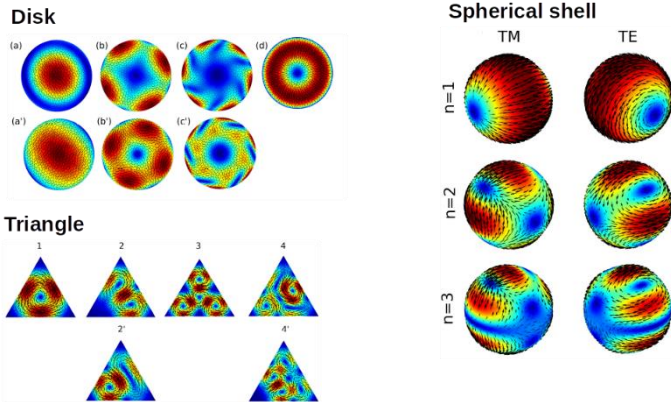 Disk
(a) (b) (c) (d)
(a') (b') (c')
Triangle
1 2 3 4
2' 4'
Spherical shell
TM TE
n=1
n=2
n=3